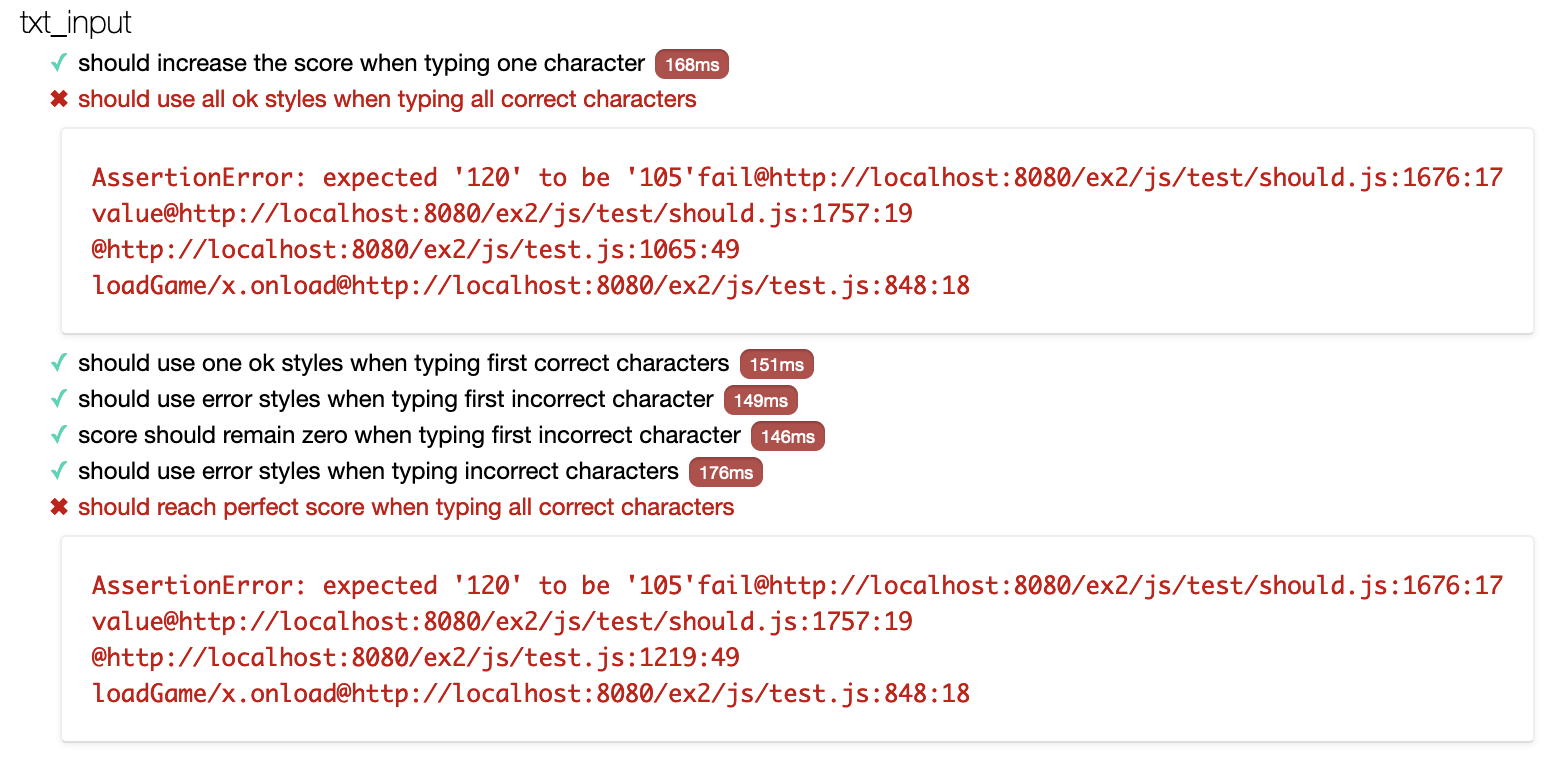 txt_input
✓ should increase the score when typing one character 168ms
✖ should use all ok styles when typing all correct characters
AssertionError: expected '120' to be '105'fail@http://localhost:8080/ex2/js/test/should.js:1676:17
value@http://localhost:8080/ex2/js/test/should.js:1757:19
@http://localhost:8080/ex2/js/test.js:1065:49
loadGame/x.onload@http://localhost:8080/ex2/js/test.js:848:18
✓ should use one ok styles when typing first correct characters 151ms
✓ should use error styles when typing first incorrect character 149ms
✓ score should remain zero when typing first incorrect character 146ms
✓ should use error styles when typing incorrect characters 176ms
✖ should reach perfect score when typing all correct characters
AssertionError: expected '120' to be '105'fail@http://localhost:8080/ex2/js/test/should.js:1676:17
value@http://localhost:8080/ex2/js/test/should.js:1757:19
@http://localhost:8080/ex2/js/test.js:1219:49
loadGame/x.onload@http://localhost:8080/ex2/js/test.js:848:18